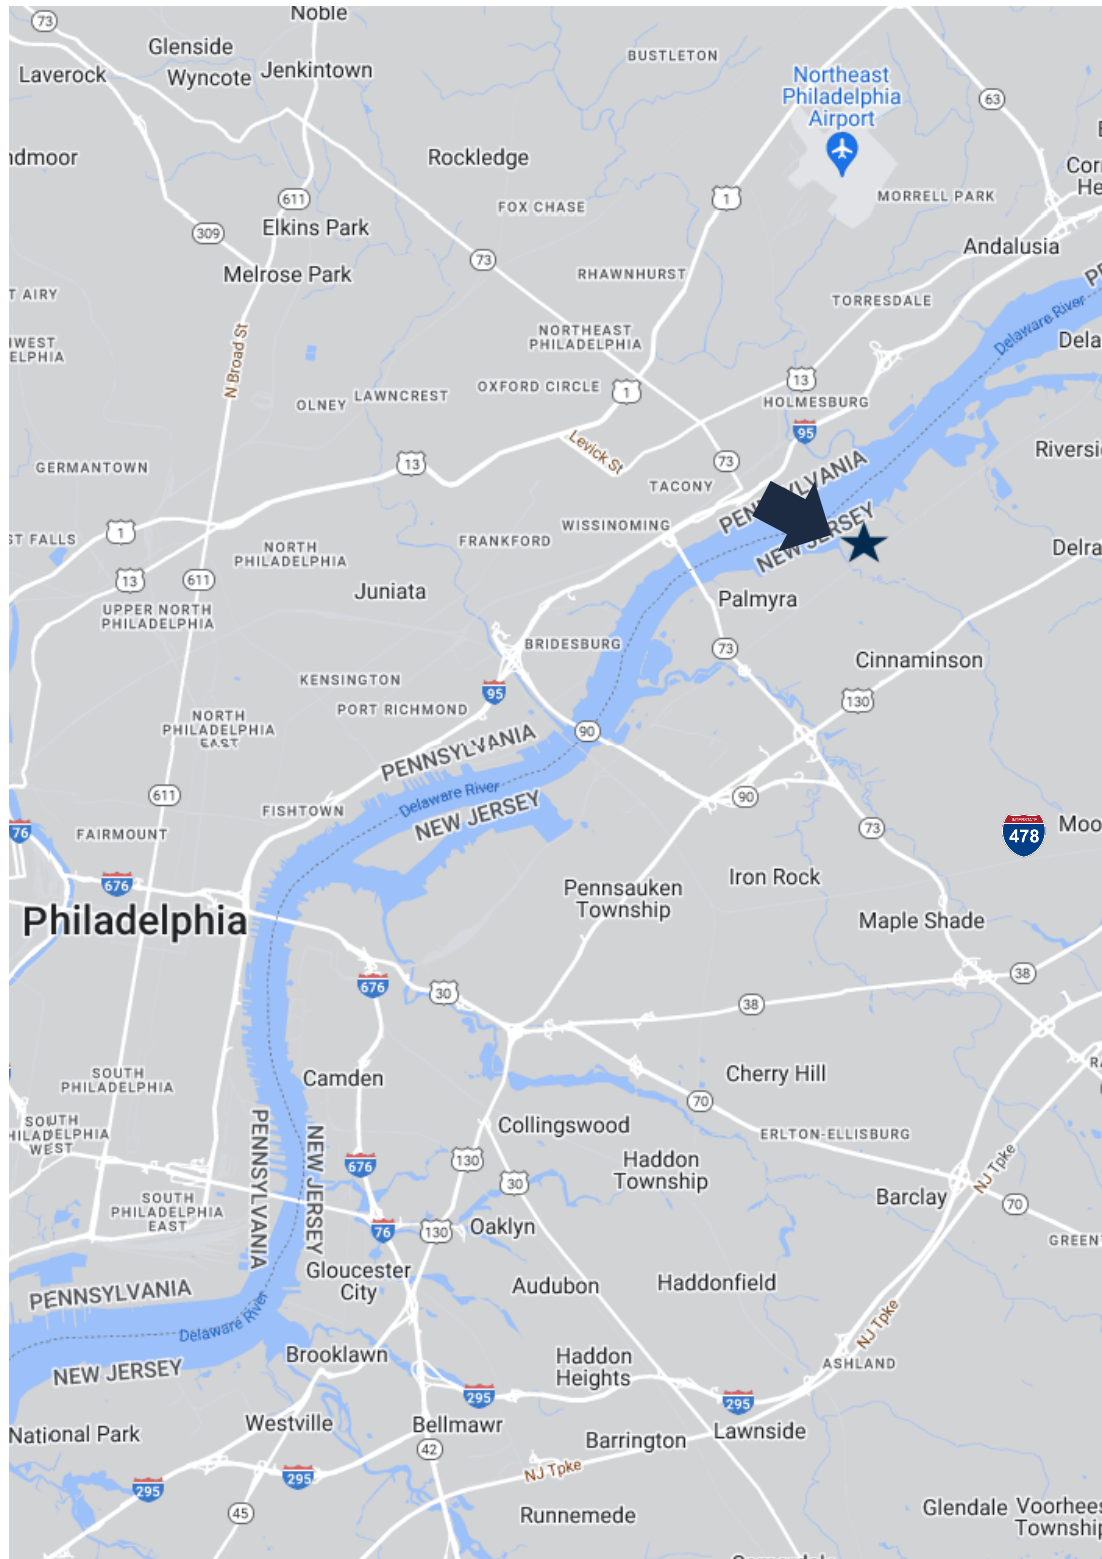 Noble
73
Glenside
Laverock
Wyncote
Jenkintown
BUSTLETON
Northeast
Philadelphia
Airport
63
ndmoor
Rockledge
Cor
He
611
FOX CHASE
1
MORRELL PARK
309
Elkins Park
Andalusia
73
Melrose Park
RHAWNHURST
T AIRY
TORRESDALE
Delaware River
NORTHEAST
PHILADELPHIA
IWEST
ELPHIA
Dela
N Broad St
OXFORD CIRCLE
13
1
LAWNCREST
OLNEY
HOLMESBURG
95
Levick St
Riversi
GERMANTOWN
13
73
PENNSYLVANIA
TACONY
NEW JERSEY
WISSINOMING
1
ST FALLS
FRANKFORD
NORTH
PHILADELPHIA
Delra
13
611
Juniata
Palmyra
UPPER NORTH
PHILADELPHIA
BRIDESBURG
73
Cinnaminson
KENSINGTON
95
130
PORT RICHMOND
NORTH
PHILADELPHIA
EAST
90
PENNSYLVANIA
Delaware River
NEW JERSEY
611
90
FISHTOWN
76
FAIRMOUNT
73
478
Moo
676
Pennsauken
Township
Iron Rock
Philadelphia
Maple Shade
676
30
38
38
SOUTH
PHILADELPHIA
Camden
Cherry Hill
70
SOUTH
HILADELPHIA
WEST
PENNSYLVANIA
NEW JERSEY
Collingswood
ERLTON-ELLISBURG
676
130
Haddon
Township
NJ Tpke
30
SOUTH
PHILADELPHIA
EAST
Barclay
70
76
130
Oaklyn
GREEN
Gloucester
City
Audubon
Haddonfield
PENNSYLVANIA
Delaware River
NJ Tpke
NEW JERSEY
Brooklawn
Haddon
Heights
ASHLAND
295
295
National Park
Westville
Bellmawr
Barrington
Lawnside
42
NJ Tpke
295
295
45
Runnemede
Glendale
Voorhees
Township